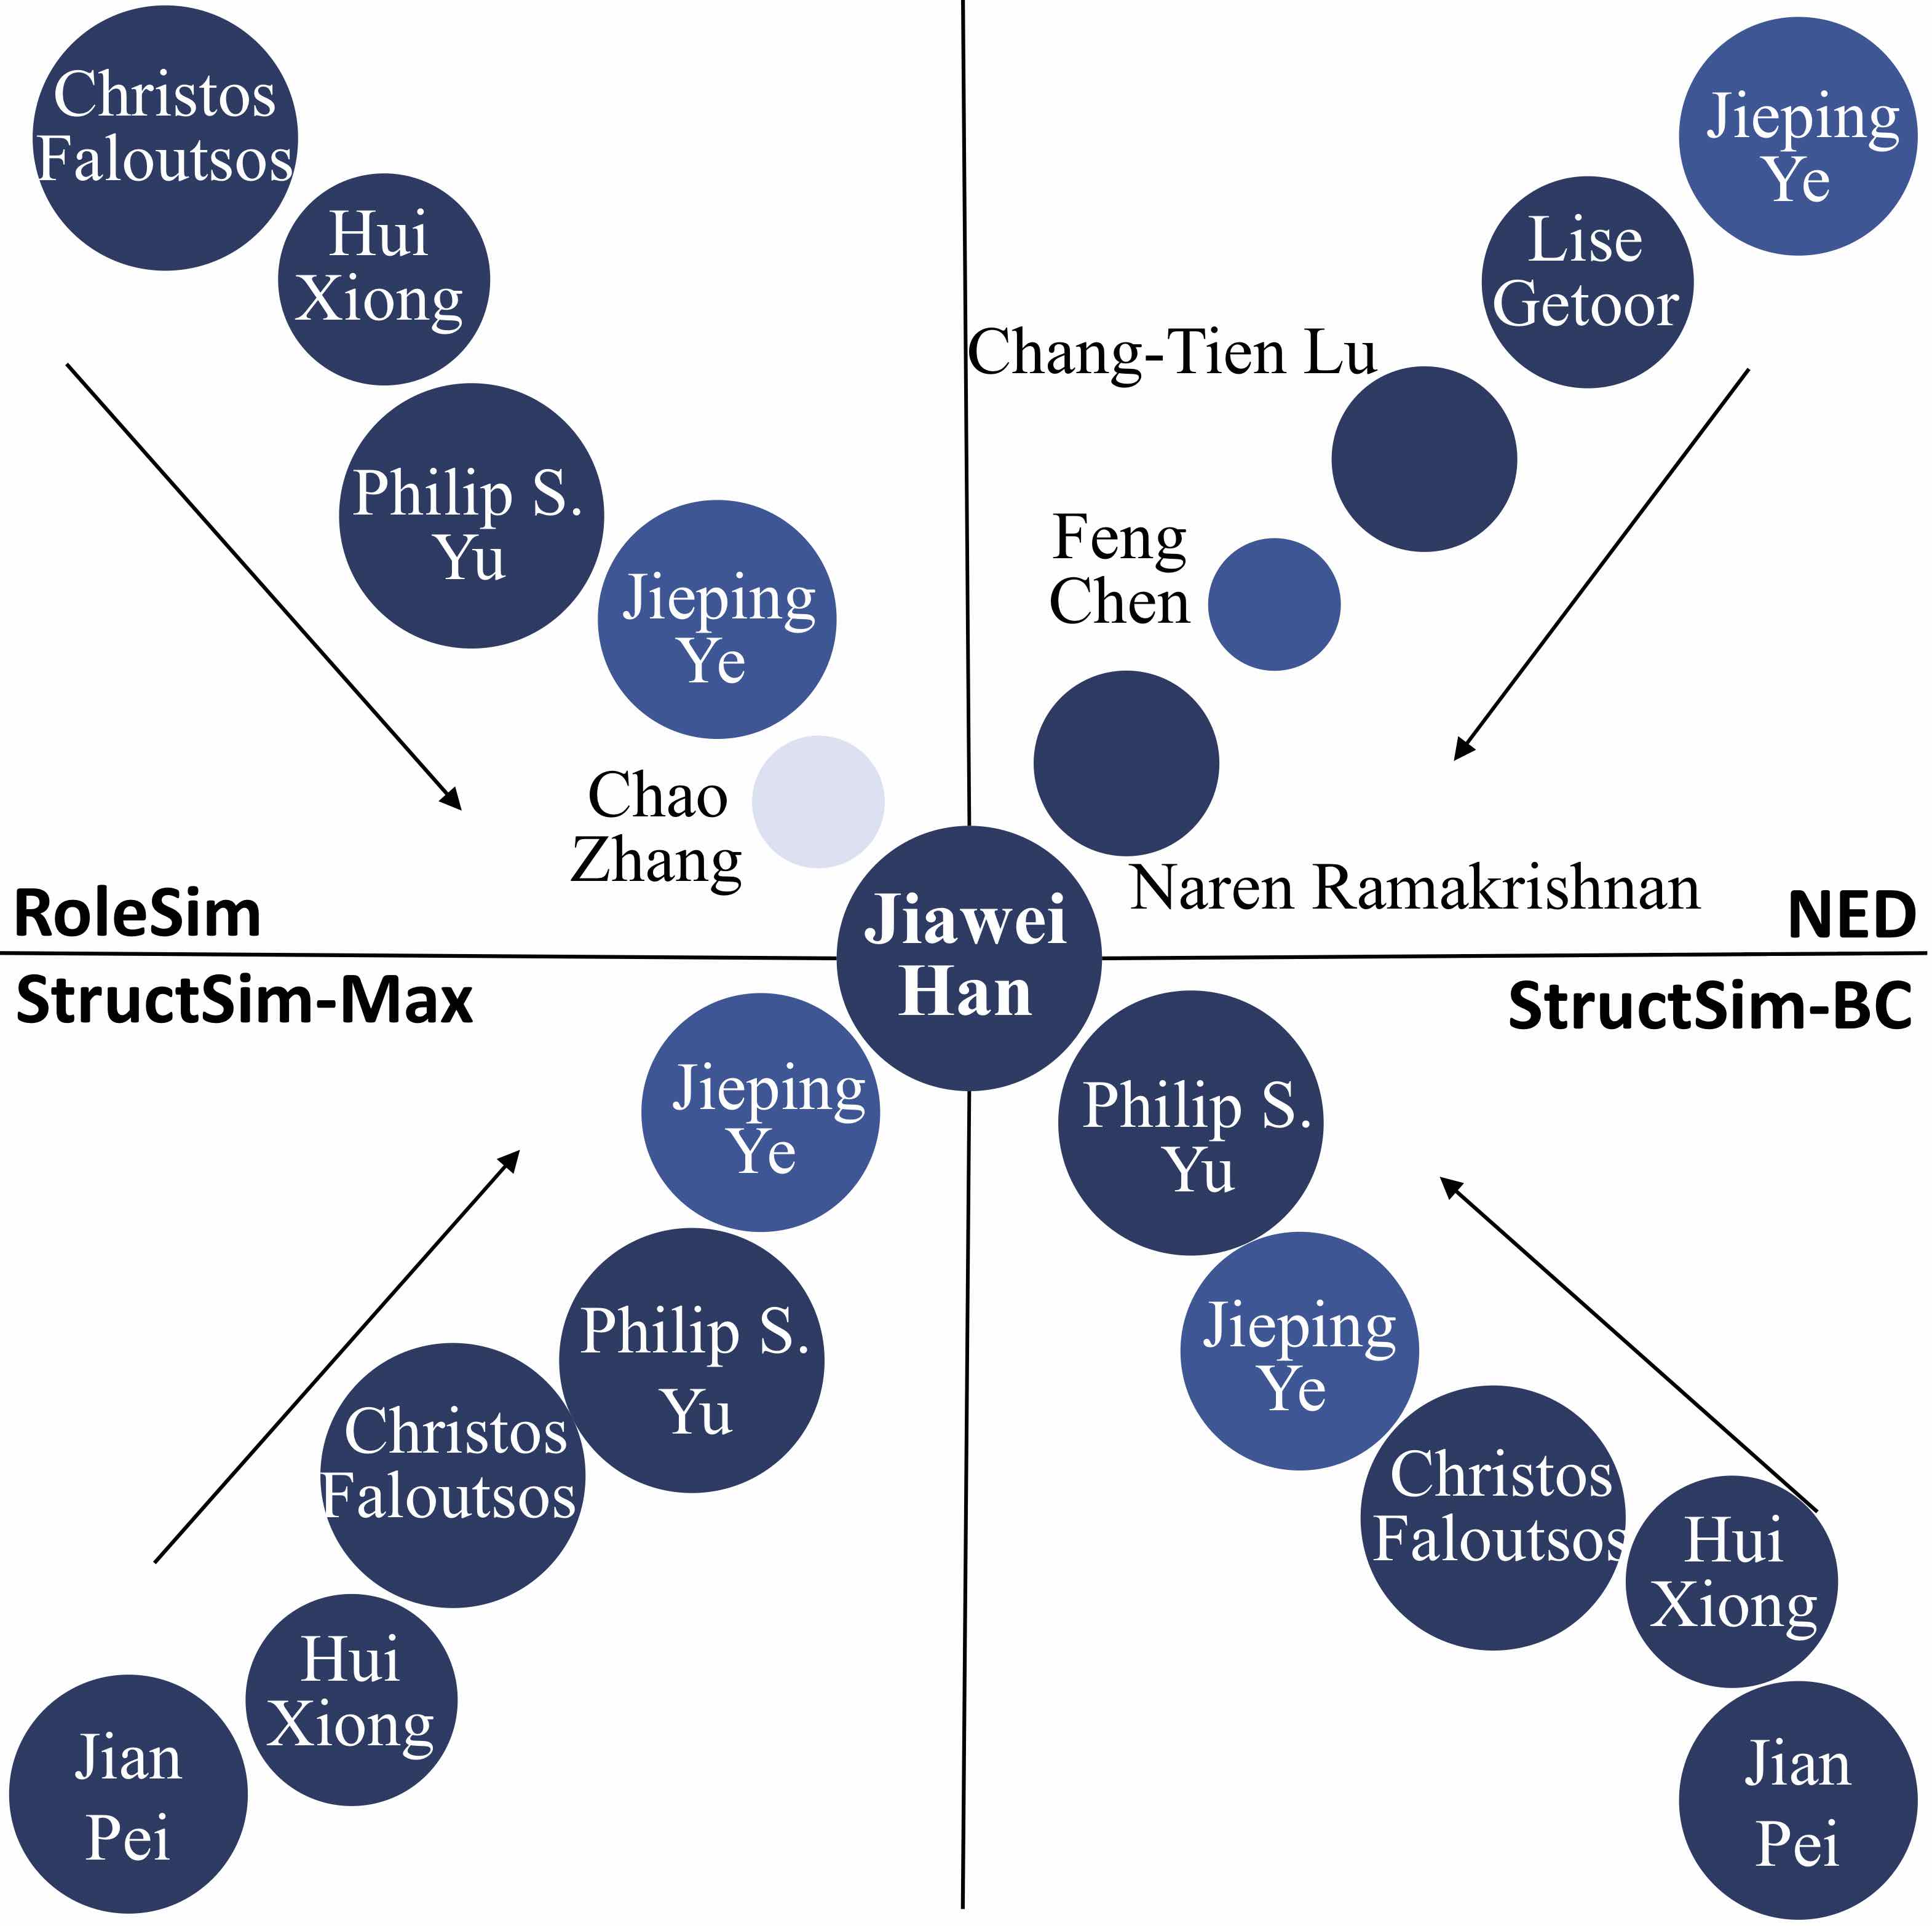 Christos
Faloutsos
Hui
Xiong
Philip S.
Yu
Jieping
Ye
Chao
Zhang
RoleSim
Jieping
Ye
Lise
Getoor
Chang-Tien Lu
Feng
Chen
Naren Ramakrishnan
NED
Jiawei
Han
StructSim-Max
Jieping
Ye
Philip S.
Yu
Christos
Faloutsos
Hui
Xiong
Jian
Pei
StructSim-BC
Philip S.
Yu
Jieping
Ye
Christos
Faloutsos
Hui
Xiong
Jian
Pei